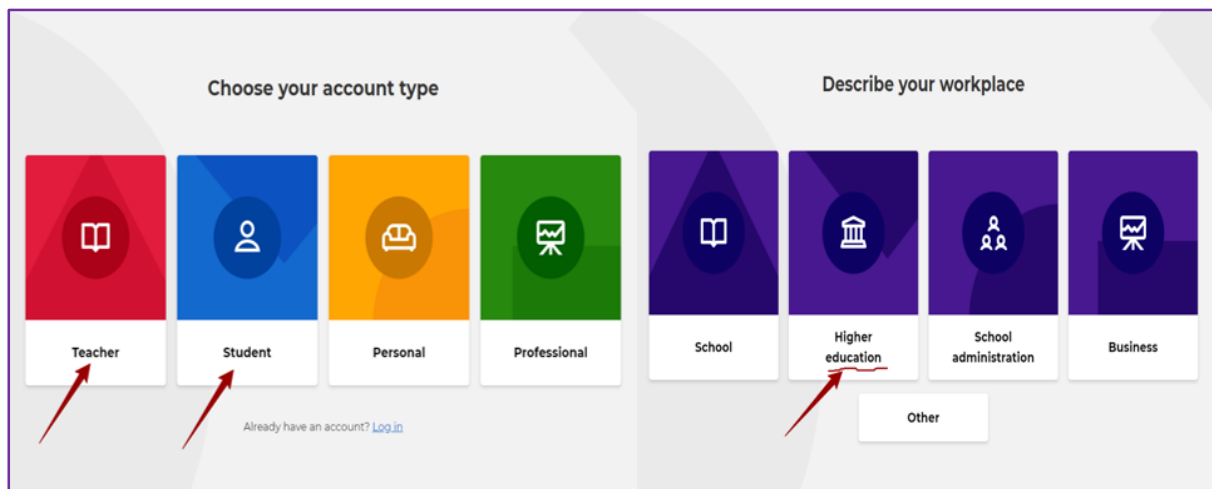 Choose your account type
Teacher
Student
Personal
Professional
Already have an account? Log in
Describe your workplace
School
Higher
education
School
administration
Business
Other